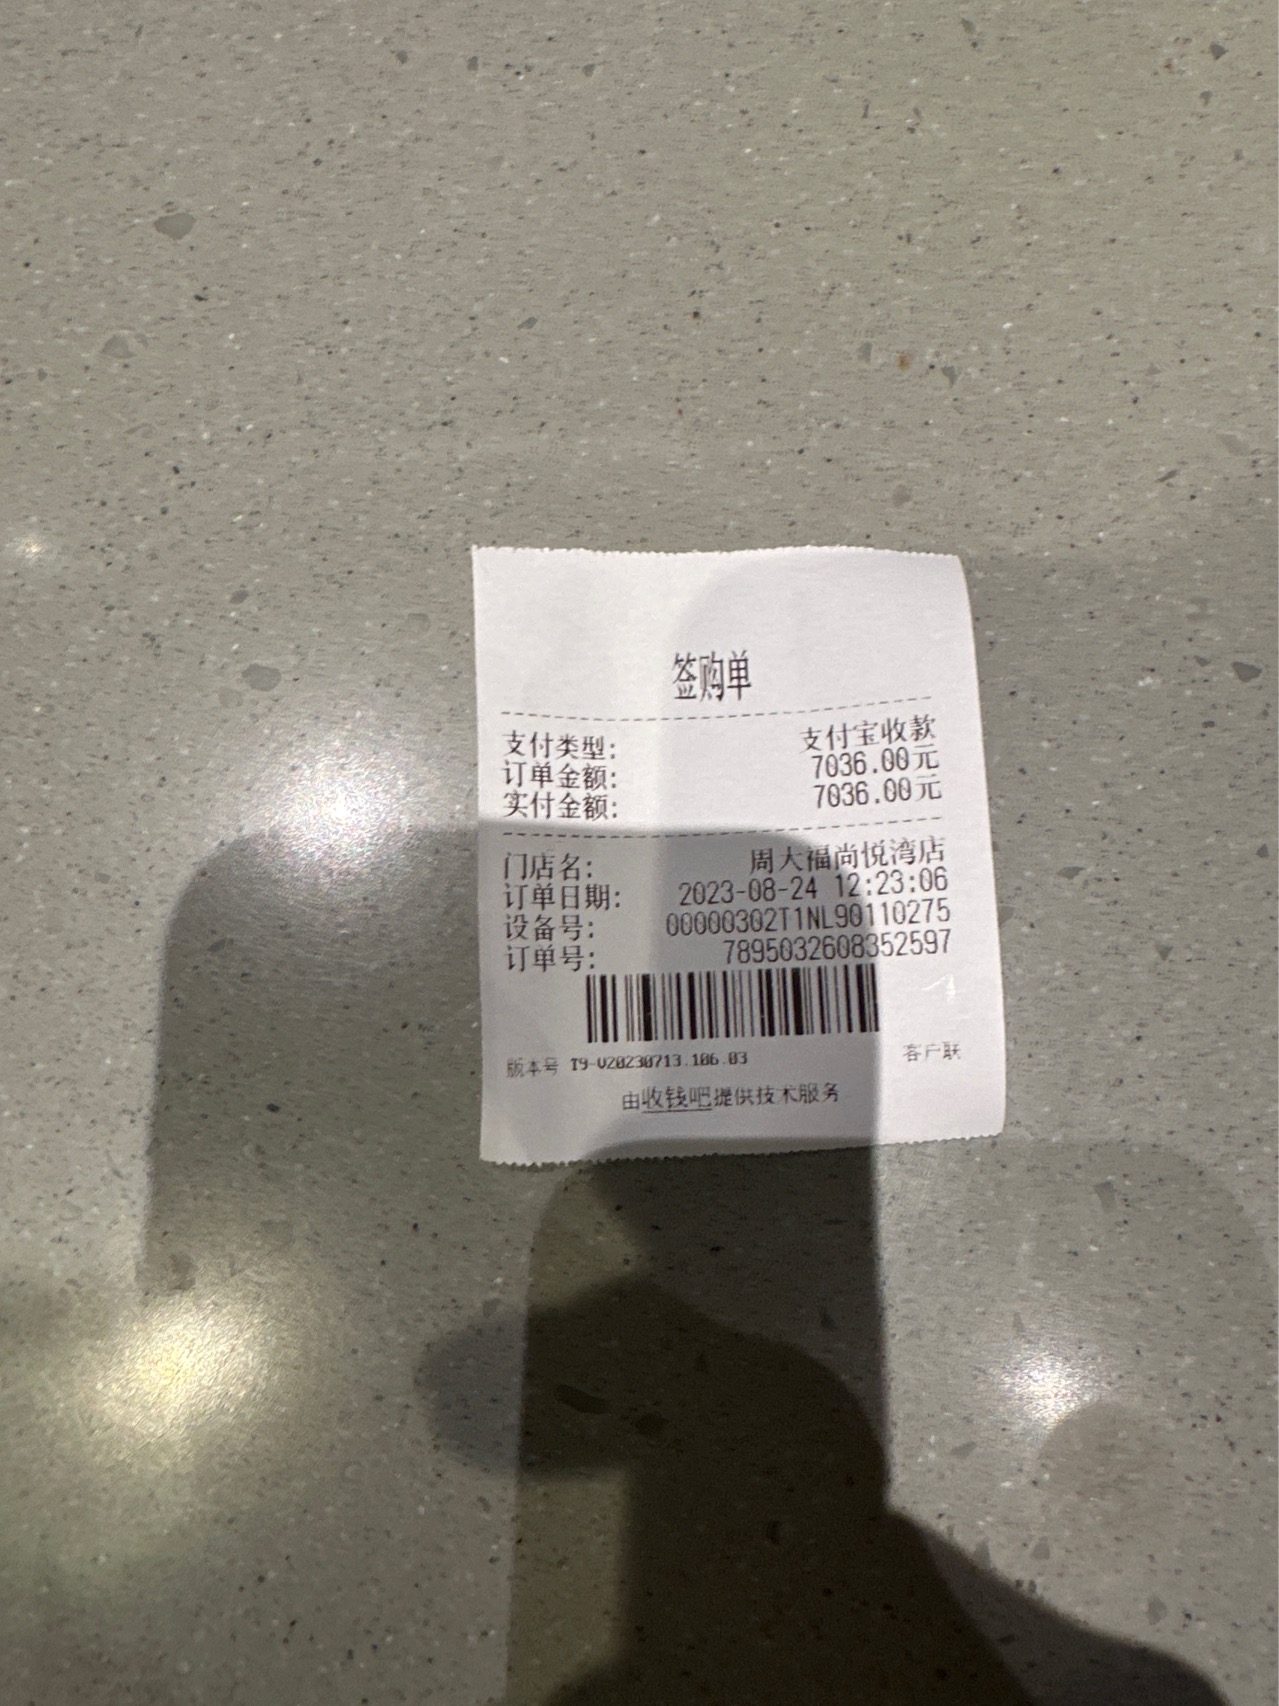 签购单
支付类型: 支付宝收款
订单金额: 7036.00元
实付金额: 7036.00元
门店名: 周大福尚悦湾店
订单日期: 2023-08-24 12:23:06
设备号: 00000302T1NL90110275
订单号: 7895032608352597
版本号 T9-V20230713.106.03 客户联
由收钱吧提供技术服务